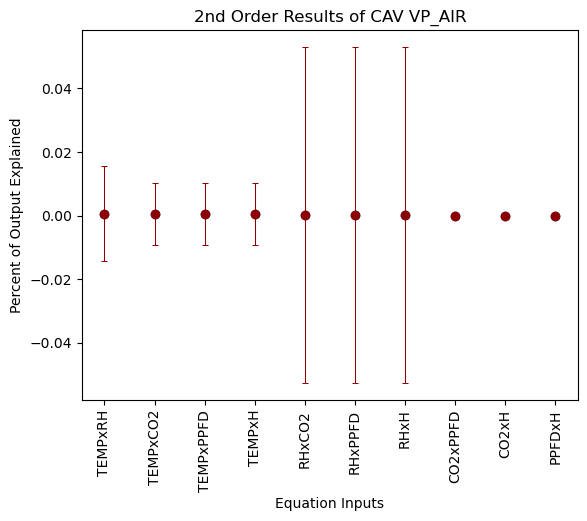 2nd Order Results of CAV VP_AIR
Percent of Output Explained
0.04
0.02
0.00
−0.02
−0.04
TEMPxRH
TEMPxCO2
TEMPxPPFD
TEMPxH
RHxCO2
RHxPPFD
RHxH
CO2xPPFD
CO2xH
PPFDxH
Equation Inputs